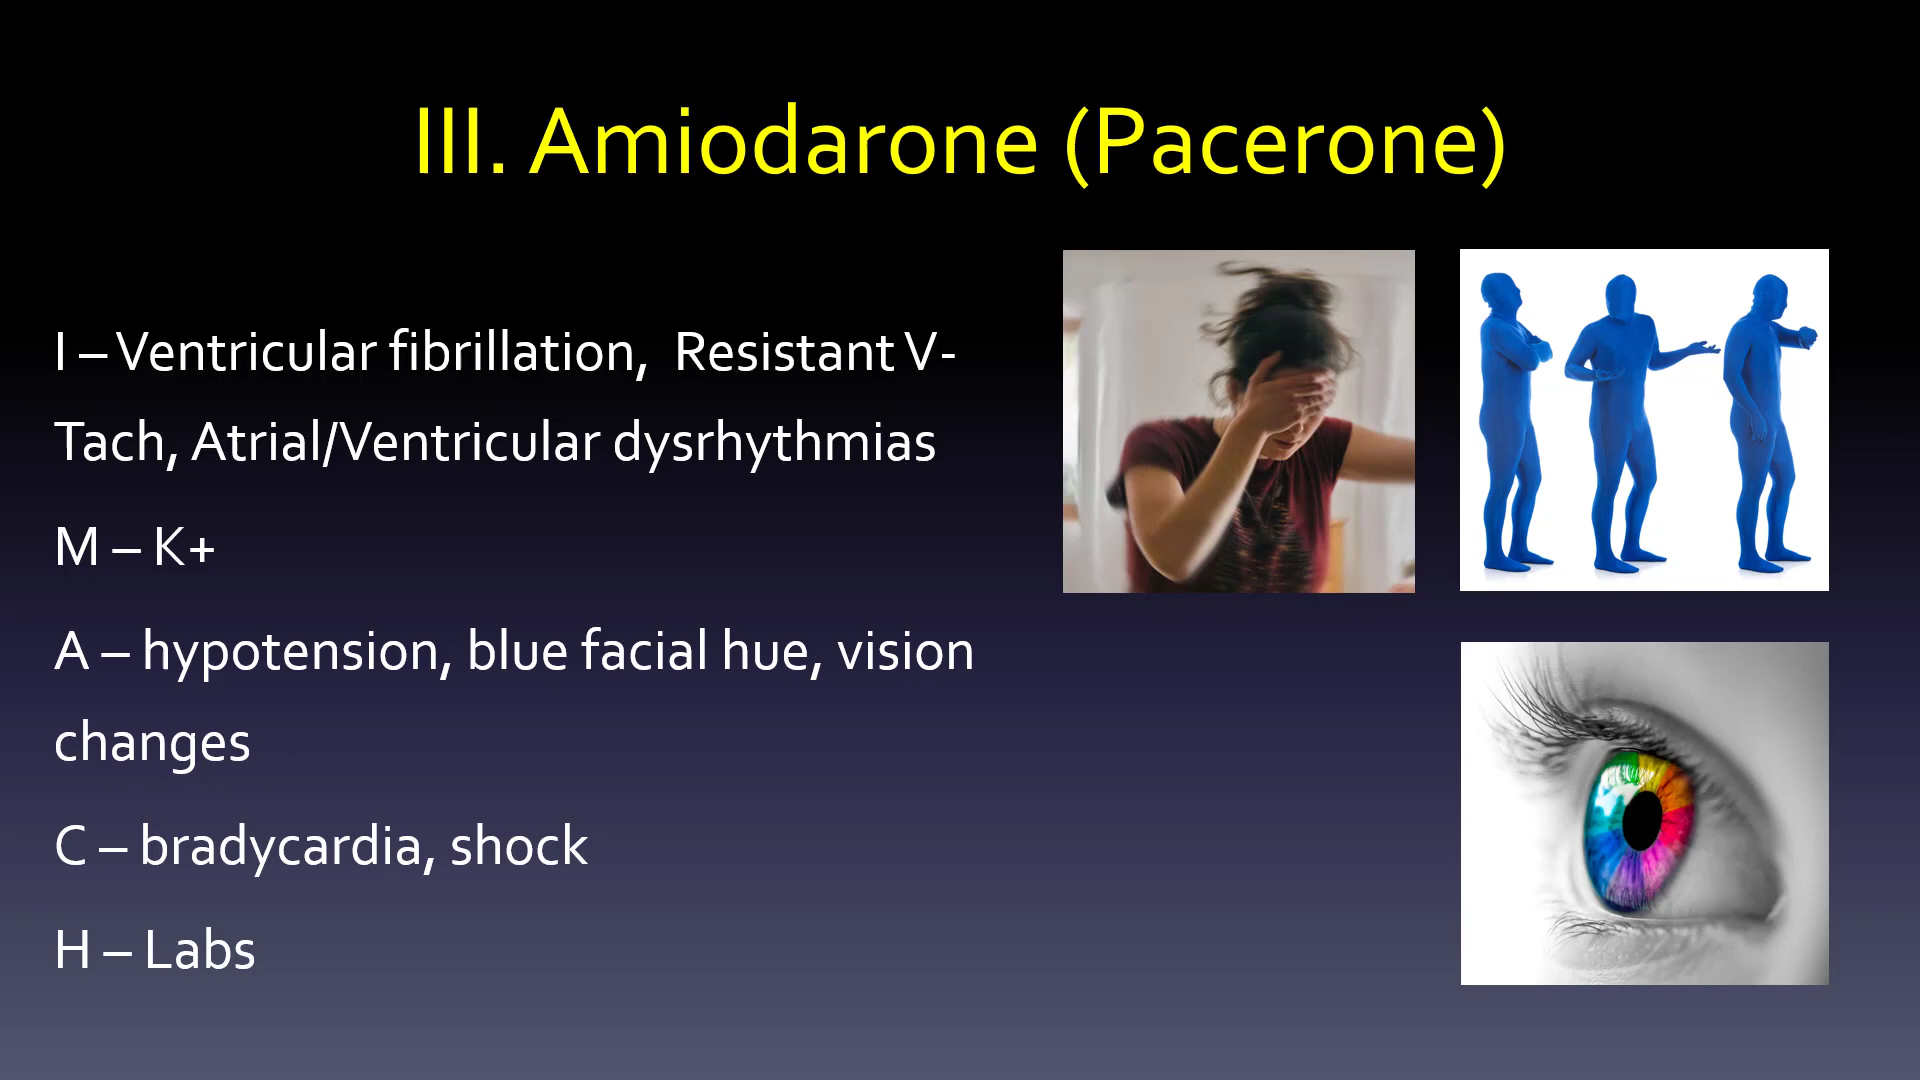 III. Amiodarone (Pacerone)
I – Ventricular fibrillation,  Resistant V-
Tach, Atrial/Ventricular dysrhythmias
M – K+
A – hypotension, blue facial hue, vision
changes
C – bradycardia, shock
H – Labs